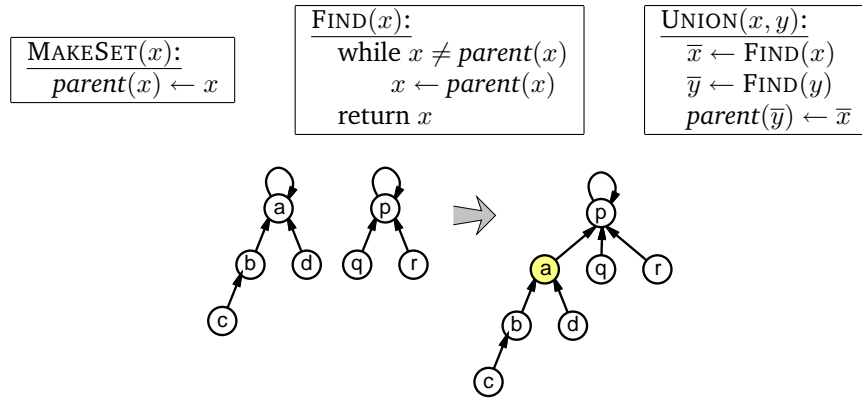 MAKESET(x):
parent(x) ← x
FIND(x):
while x ≠ parent(x)
x ← parent(x)
return x
UNION(x, y):
x̅ ← FIND(x)
y̅ ← FIND(y)
parent(y̅) ← x̅
a p
b d q r
c
p
a q r
b d
c